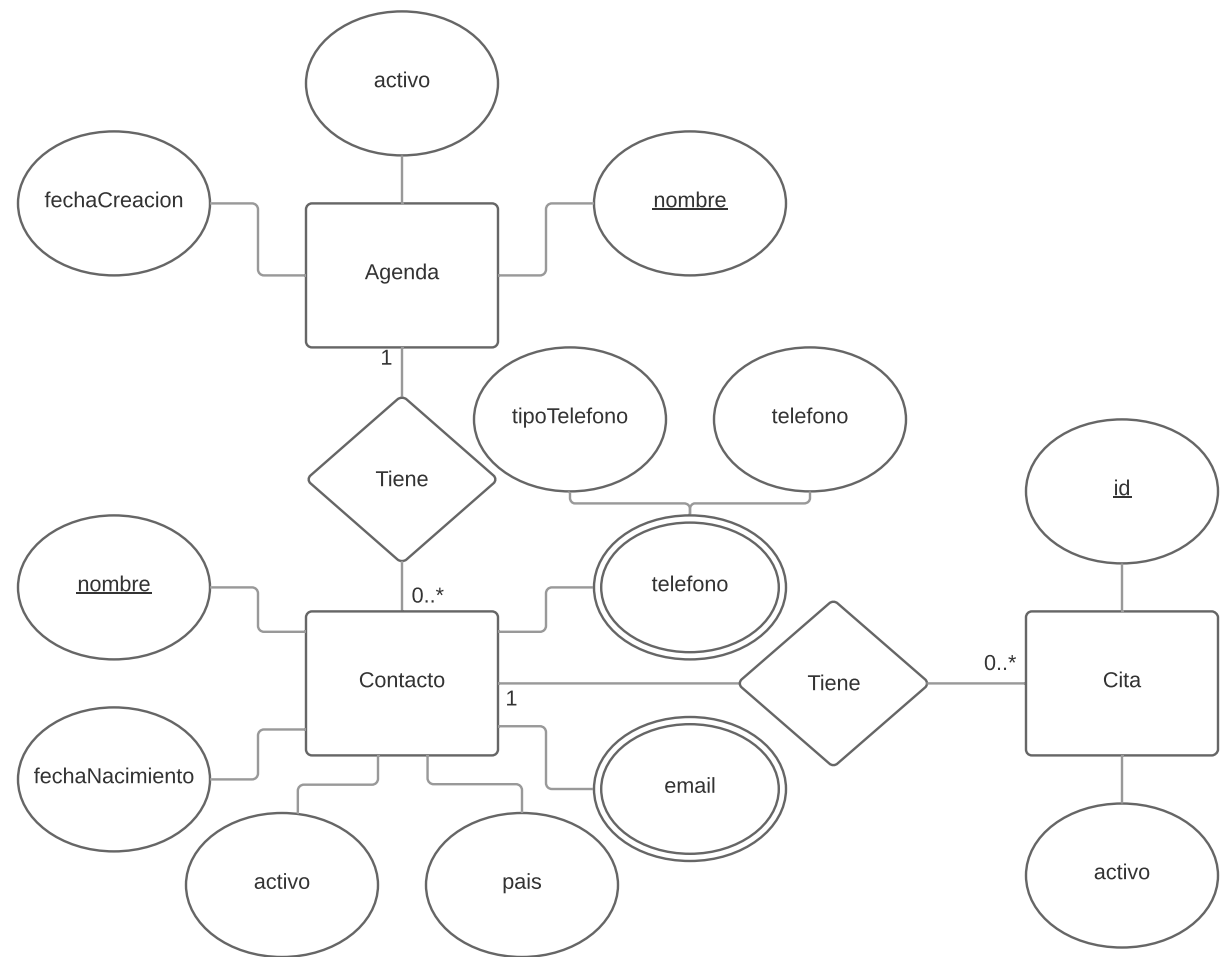 activo
fechaCreacion
nombre
Agenda
1
tipoTelefono
telefono
Tiene
id
nombre
telefono
0..*
Contacto
1
Tiene
0..*
Cita
fechaNacimiento
email
activo
pais
activo